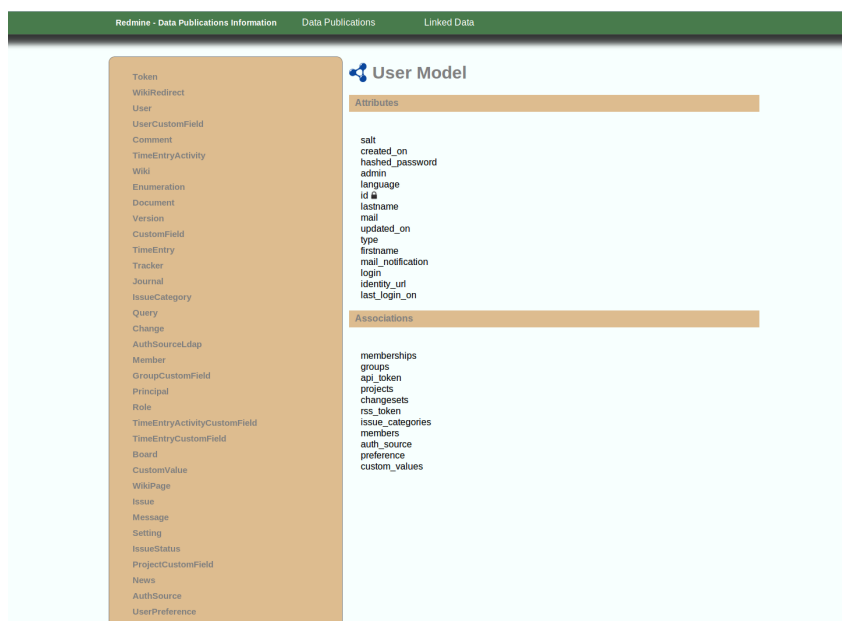 Redmine - Data Publications Information Data Publications Linked Data
Token
WikiRedirect
User
UserCustomField
Comment
TimeEntryActivity
Wiki
Enumeration
Document
Version
CustomField
TimeEntry
Tracker
Journal
IssueCategory
Query
Change
AuthSourceLdap
Member
GroupCustomField
Principal
Role
TimeEntryActivityCustomField
TimeEntryCustomField
Board
CustomValue
WikiPage
Issue
Message
Setting
IssueStatus
ProjectCustomField
News
AuthSource
UserPreference
User Model
Attributes
salt
created_on
hashed_password
admin
language
id
lastname
mail
updated_on
type
firstname
mail_notification
login
identity_url
last_login_on
Associations
memberships
groups
api_token
projects
changesets
rss_token
issue_categories
members
auth_source
preference
custom_values